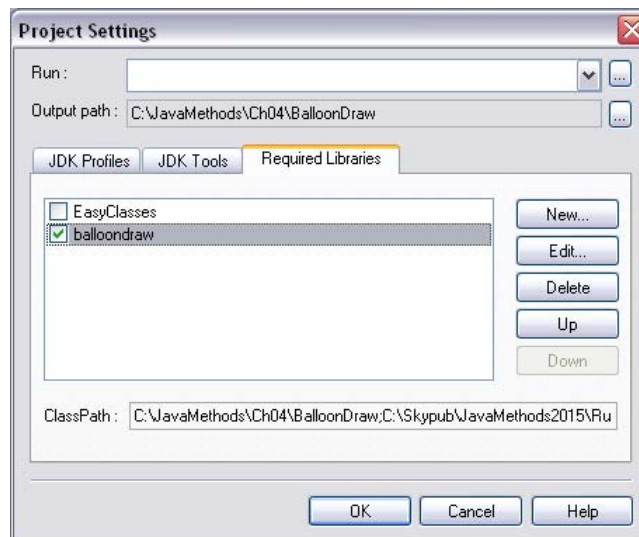 Project Settings
Run :
...
Output path : C:\JavaMethods\Ch04\BalloonDraw
...
JDK Profiles JDK Tools Required Libraries
EasyClasses
balloondraw
New...
Edit...
Delete
Up
Down
ClassPath : C:\JavaMethods\Ch04\BalloonDraw;C:\Skypub\JavaMethods2015\Ru
OK Cancel Help